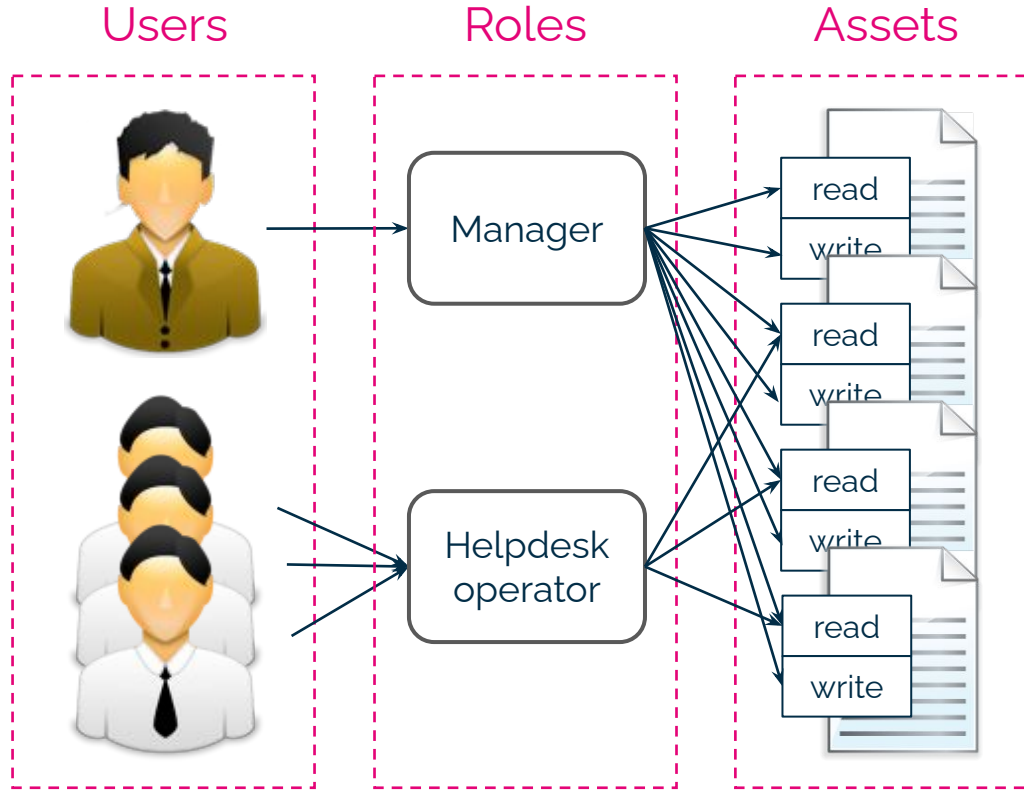 Users
Roles
Assets
Manager
Helpdesk
operator
read
write
read
write
read
write
read
write